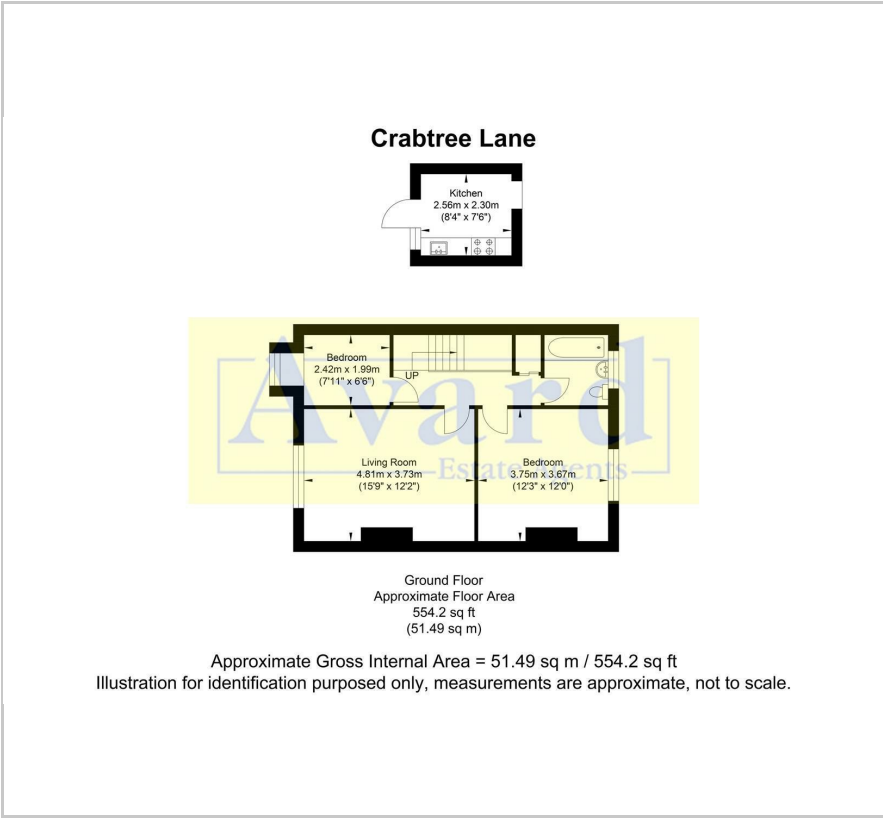 Crabtree Lane
Kitchen
2.56m x 2.30m
(8'4" x 7'6")
Bedroom
2.42m x 1.99m
(7'11" x 6'6")
UP
Avard
Estate Agents
Living Room
4.81m x 3.73m
(15'9" x 12'2")
Bedroom
3.75m x 3.67m
(12'3" x 12'0")
Ground Floor
Approximate Floor Area
554.2 sq ft
(51.49 sq m)
Approximate Gross Internal Area = 51.49 sq m / 554.2 sq ft
Illustration for identification purposed only, measurements are approximate, not to scale.